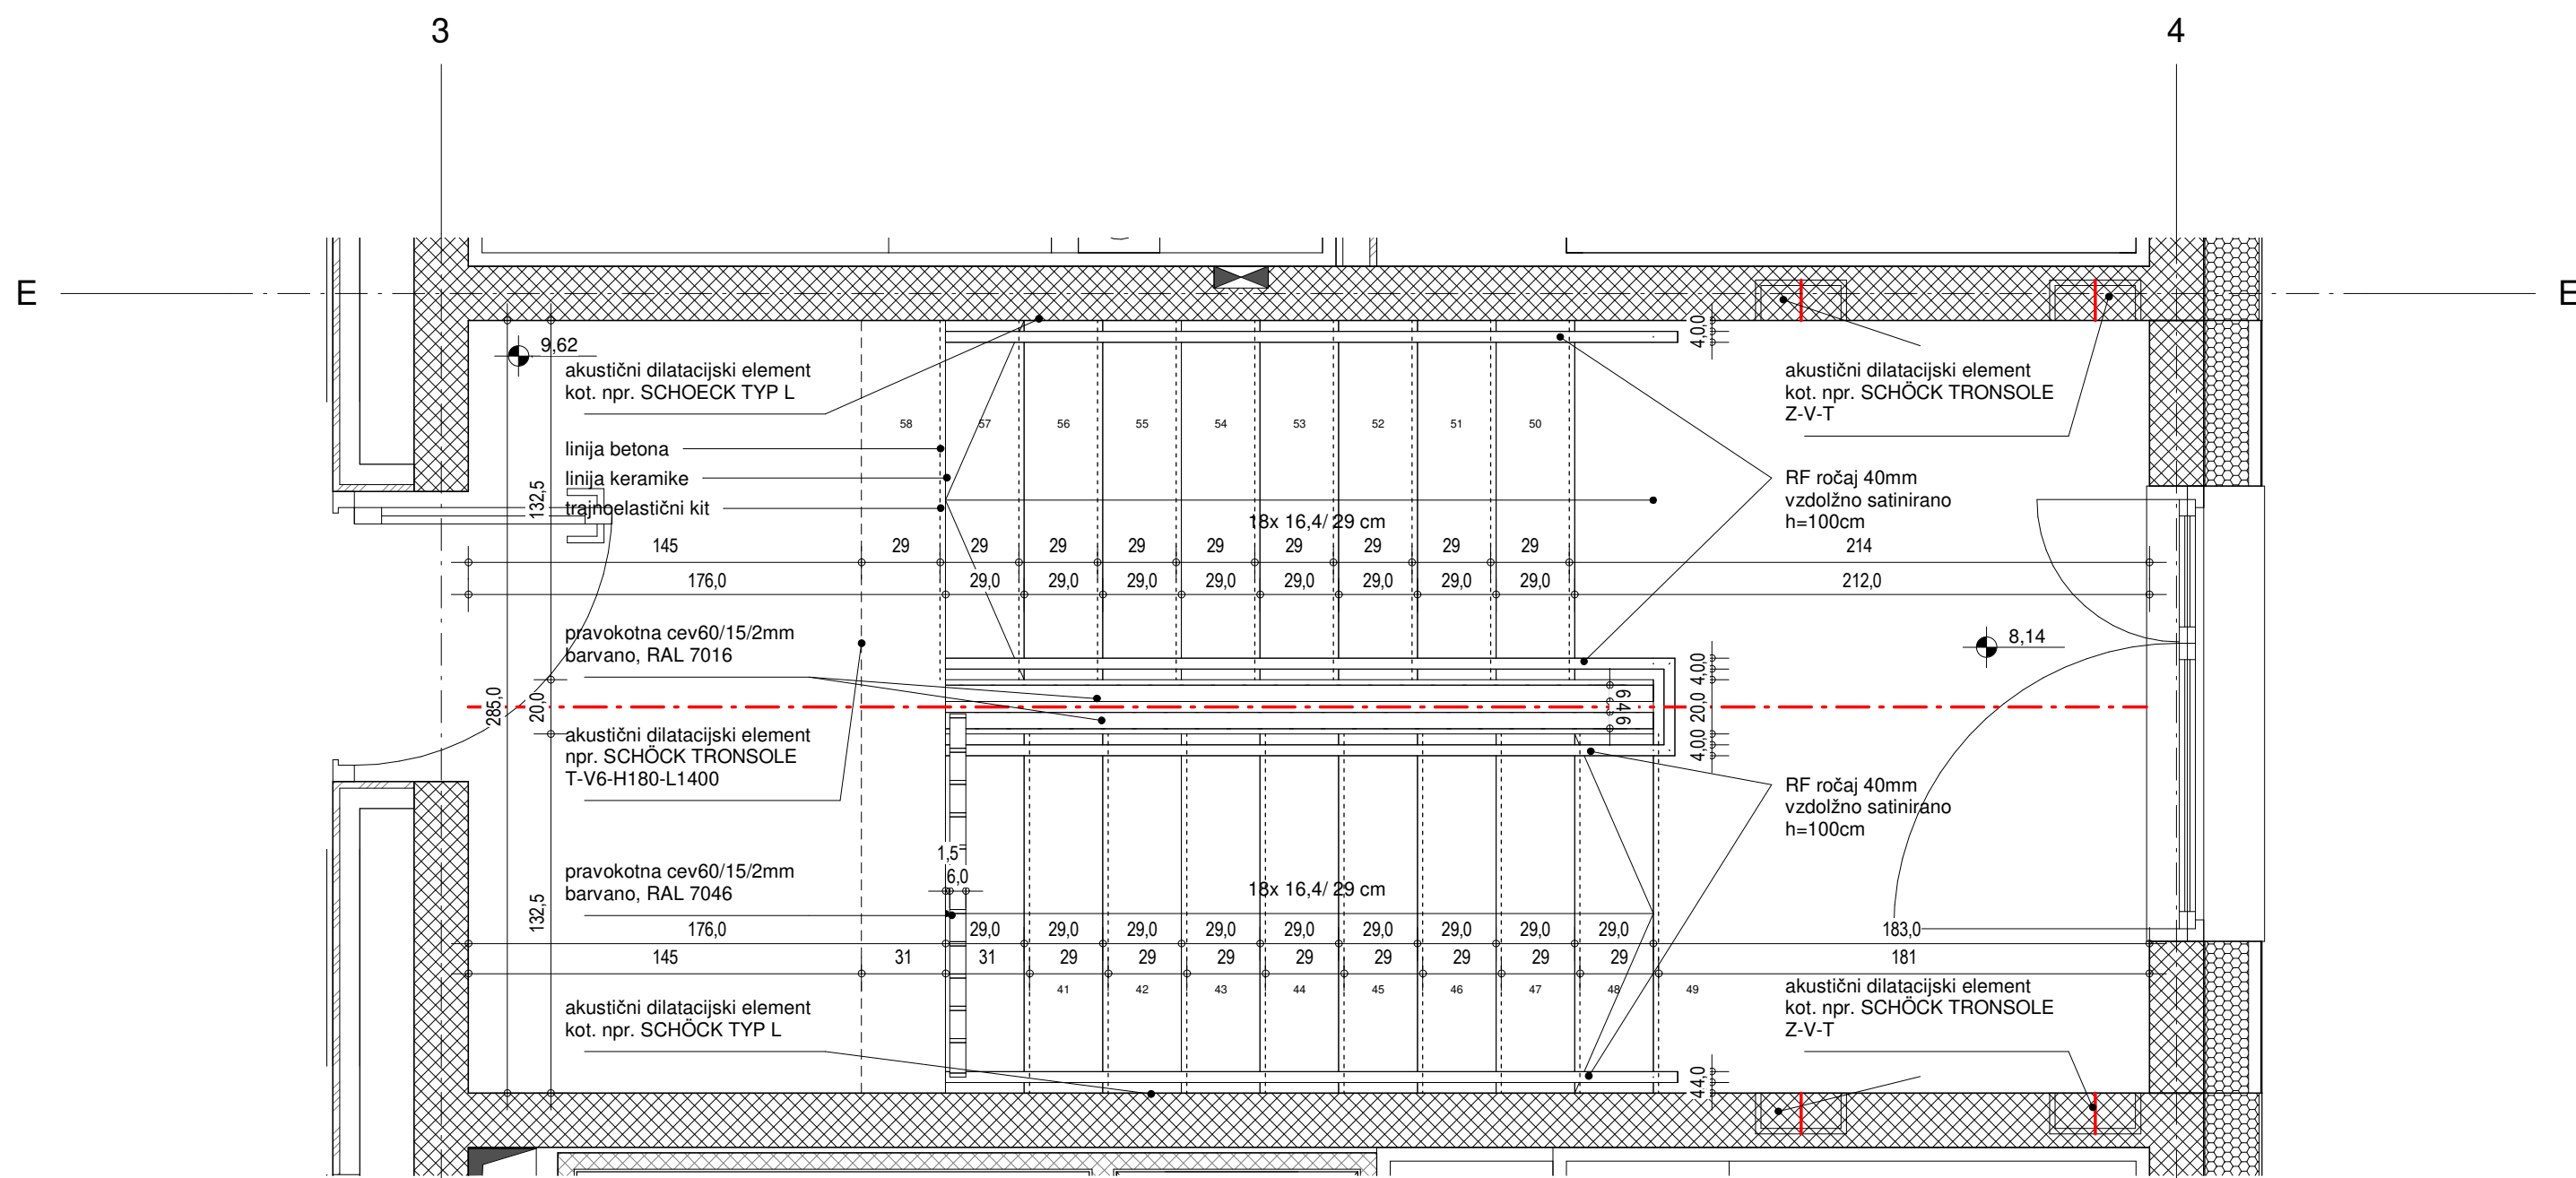 3
4
E
E
9,62
akustični dilatacijski element
kot. npr. SCHOECK TYP L
akustični dilatacijski element
kot. npr. SCHÖCK TRONSOLE
Z-V-T
4,0,0
58
57
56
55
54
53
52
51
50
linija betona
linija keramike
trajnoelastični kit
132,5
RF ročaj 40mm
vzdolžno satinirano
h=100cm
18x 16,4/ 29 cm
145
29
29
29
29
29
29
29
29
29
214
176,0
29,0
29,0
29,0
29,0
29,0
29,0
29,0
29,0
212,0
pravokotna cev60/15/2mm
barvano, RAL 7016
8,14
285,0
20,0
6,4,6
4,0,0
20,0
4,0,0
akustični dilatacijski element
npr. SCHÖCK TRONSOLE
T-V6-H180-L1400
RF ročaj 40mm
vzdolžno satinirano
h=100cm
1,5
6,0
pravokotna cev60/15/2mm
barvano, RAL 7046
132,5
18x 16,4/ 29 cm
176,0
29,0
29,0
29,0
29,0
29,0
29,0
29,0
29,0
29,0
183,0
145
31
31
29
29
29
29
29
29
29
29
181
41
42
43
44
45
46
47
48
49
akustični dilatacijski element
kot. npr. SCHÖCK TYP L
akustični dilatacijski element
kot. npr. SCHÖCK TRONSOLE
Z-V-T
44,0